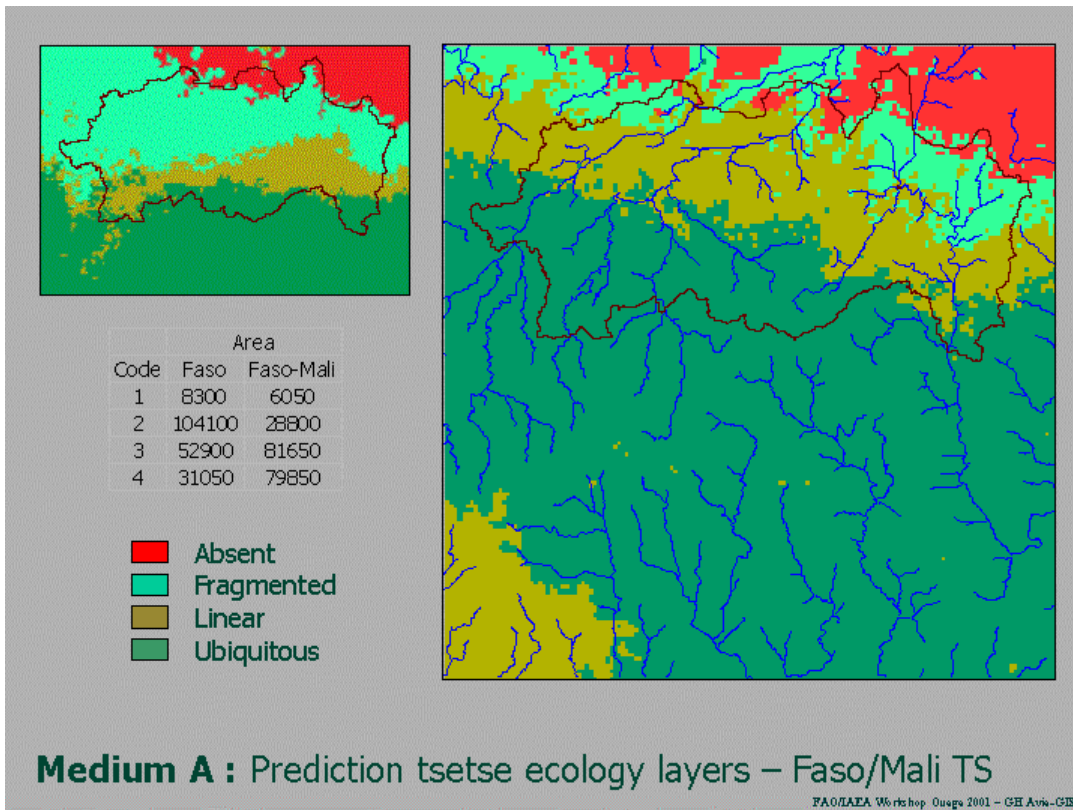 Area
Code Faso Faso-Mali
1 8300 6050
2 104100 28800
3 52900 81650
4 31050 79850
Absent
Fragmented
Linear
Ubiquitous
Medium A : Prediction tsetse ecology layers – Faso/Mali TS
FAO/IAEA Workshop Ouaga 2001 – GH Avia-GIS